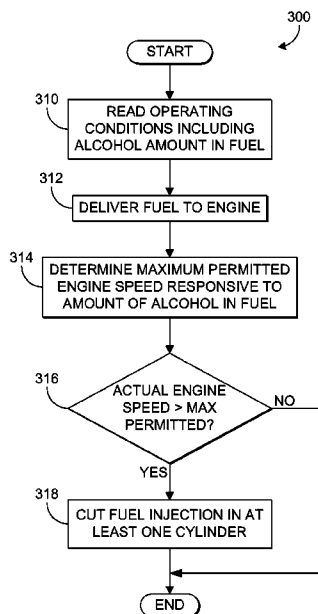 300
START
310
READ OPERATING
CONDITIONS INCLUDING
ALCOHOL AMOUNT IN FUEL
312
DELIVER FUEL TO ENGINE
314
DETERMINE MAXIMUM PERMITTED
ENGINE SPEED RESPONSIVE TO
AMOUNT OF ALCOHOL IN FUEL
316
ACTUAL ENGINE
SPEED > MAX
PERMITTED?
NO
YES
318
CUT FUEL INJECTION IN AT
LEAST ONE CYLINDER
END